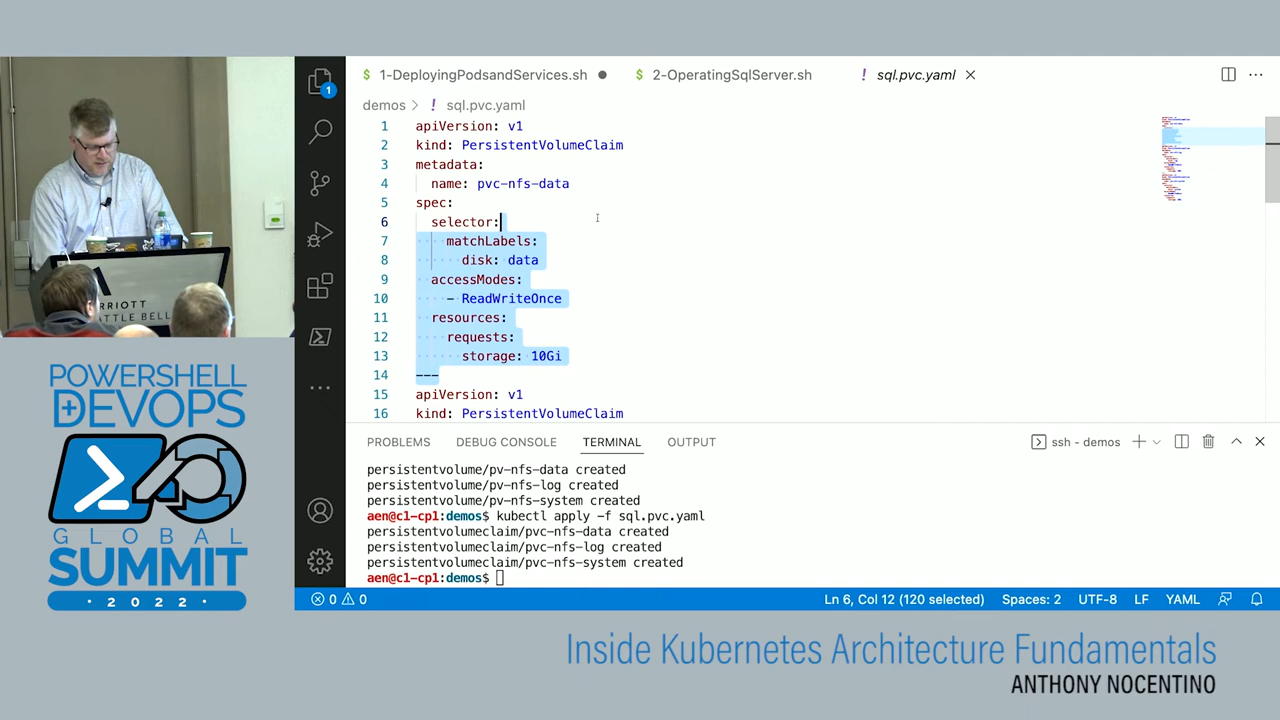 1-DeployingPodsandServices.sh
2-OperatingSqlServer.sh
! sql.pvc.yaml
demos > ! sql.pvc.yaml
1 apiVersion: v1
2 kind: PersistentVolumeClaim
3 metadata:
4 name: pvc-nfs-data
5 spec:
6 selector:
7 matchLabels:
8 disk: data
9 accessModes:
10 - ReadWriteOnce
11 resources:
12 requests:
13 storage: 10Gi
14 ---
15 apiVersion: v1
16 kind: PersistentVolumeClaim
1
PROBLEMS DEBUG CONSOLE TERMINAL OUTPUT
ssh - demos
persistentvolume/pv-nfs-data created
persistentvolume/pv-nfs-log created
persistentvolume/pv-nfs-system created
aen@c1-cp1:demos$ kubectl apply -f sql.pvc.yaml
persistentvolumeclaim/pvc-nfs-data created
persistentvolumeclaim/pvc-nfs-log created
persistentvolumeclaim/pvc-nfs-system created
aen@c1-cp1:demos$
0 0
Ln 6, Col 12 (120 selected) Spaces: 2 UTF-8 LF YAML
POWERSHELL
DEVOPS
GLOBAL
SUMMIT
· 2 0 2 2 ·
Inside Kubernetes Architecture Fundamentals
ANTHONY NOCENTINO